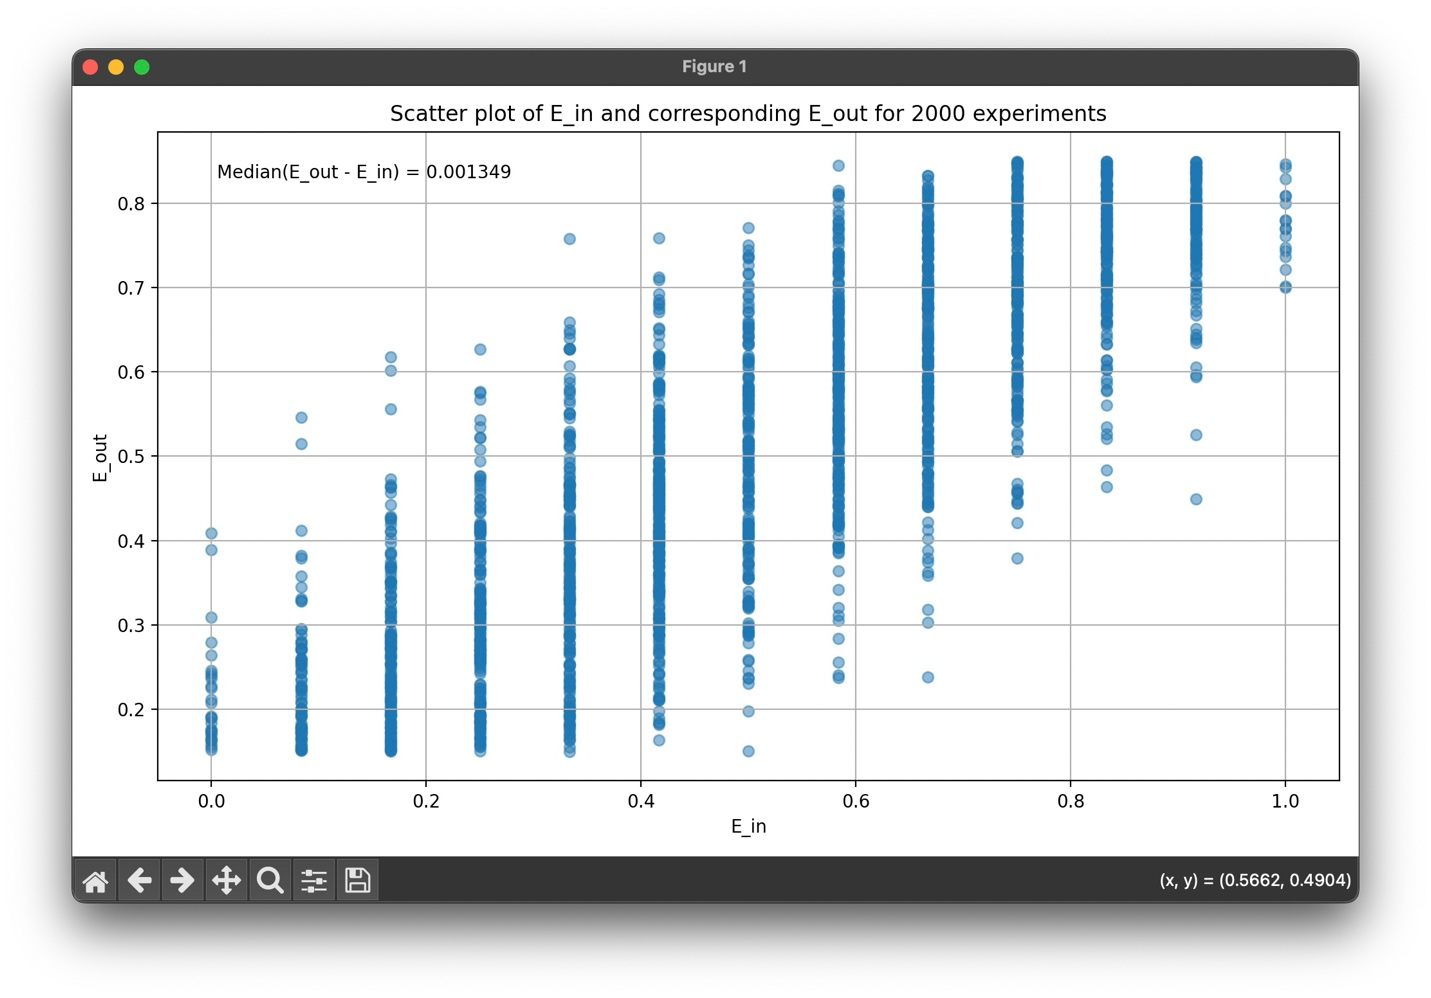 Figure 1
Scatter plot of E_in and corresponding E_out for 2000 experiments
Median(E_out - E_in) = 0.001349
E_out
0.8
0.7
0.6
0.5
0.4
0.3
0.2
0.0 0.2 0.4 0.6 0.8 1.0
E_in
(x, y) = (0.5662, 0.4904)